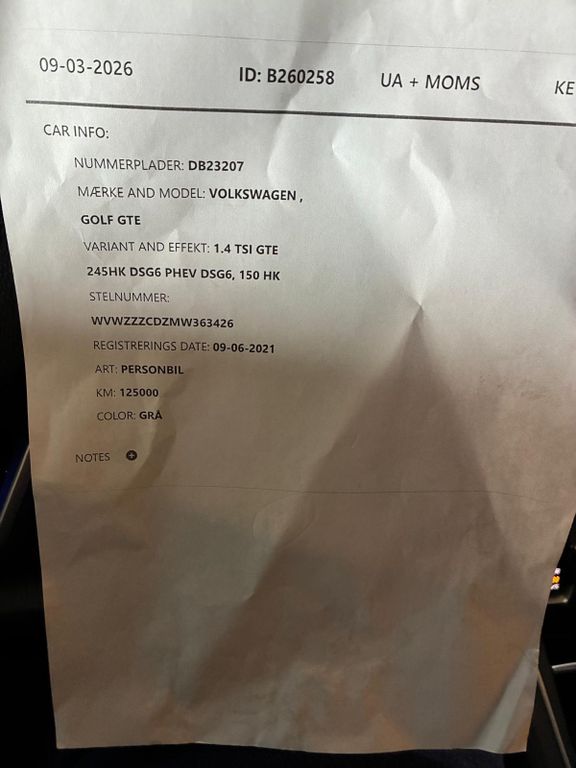 09-03-2026 ID: B260258 UA + MOMS KE
CAR INFO:
NUMMERPLADER: DB23207
MÆRKE AND MODEL: VOLKSWAGEN ,
GOLF GTE
VARIANT AND EFFEKT: 1.4 TSI GTE
245HK DSG6 PHEV DSG6, 150 HK
STELNUMMER:
WVWZZZCDZMW363426
REGISTRERINGS DATE: 09-06-2021
ART: PERSONBIL
KM: 125000
COLOR: GRÅ
NOTES